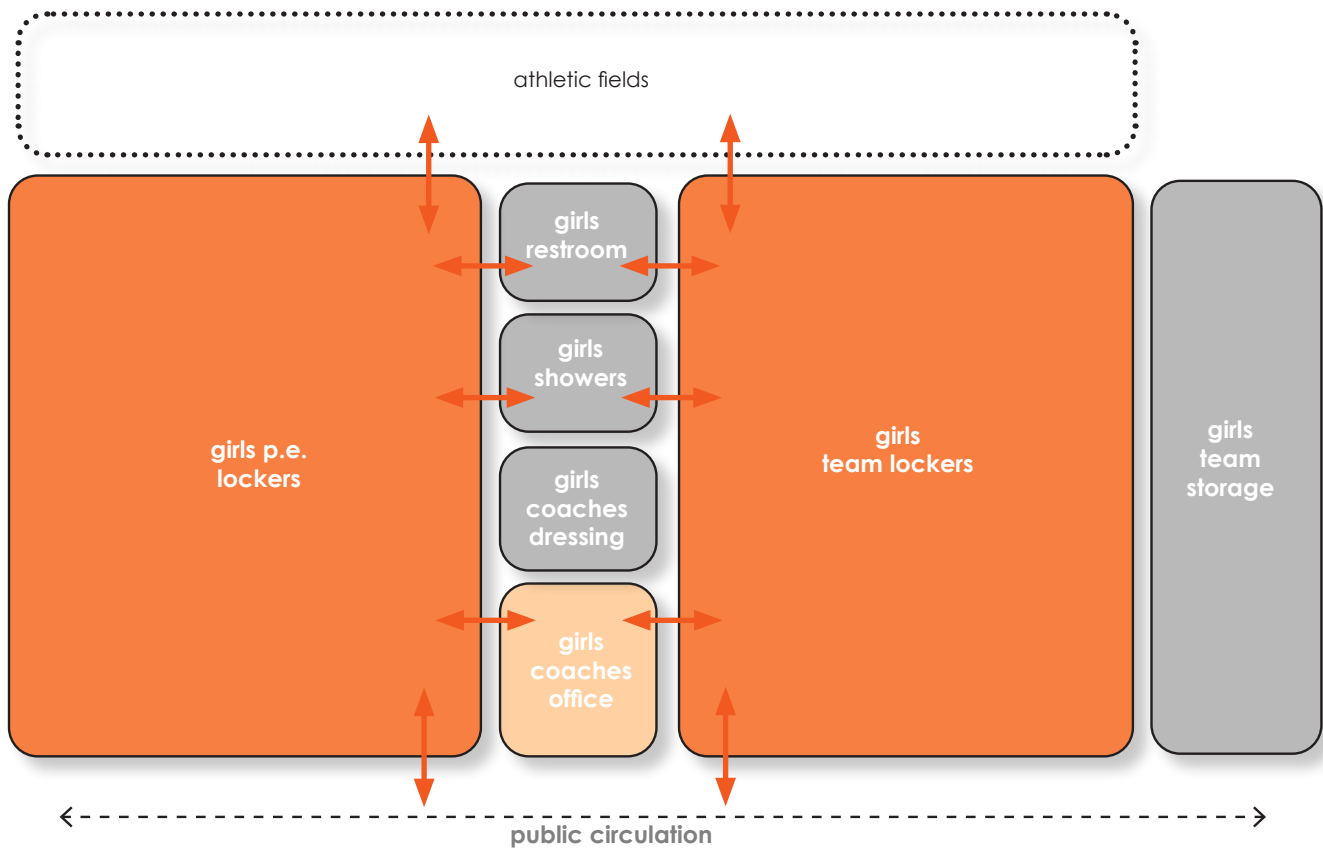 athletic fields
girls
restroom
girls
showers
girls p.e.
lockers
girls
coaches
dressing
girls
coaches
office
girls
team lockers
girls
team
storage
public circulation